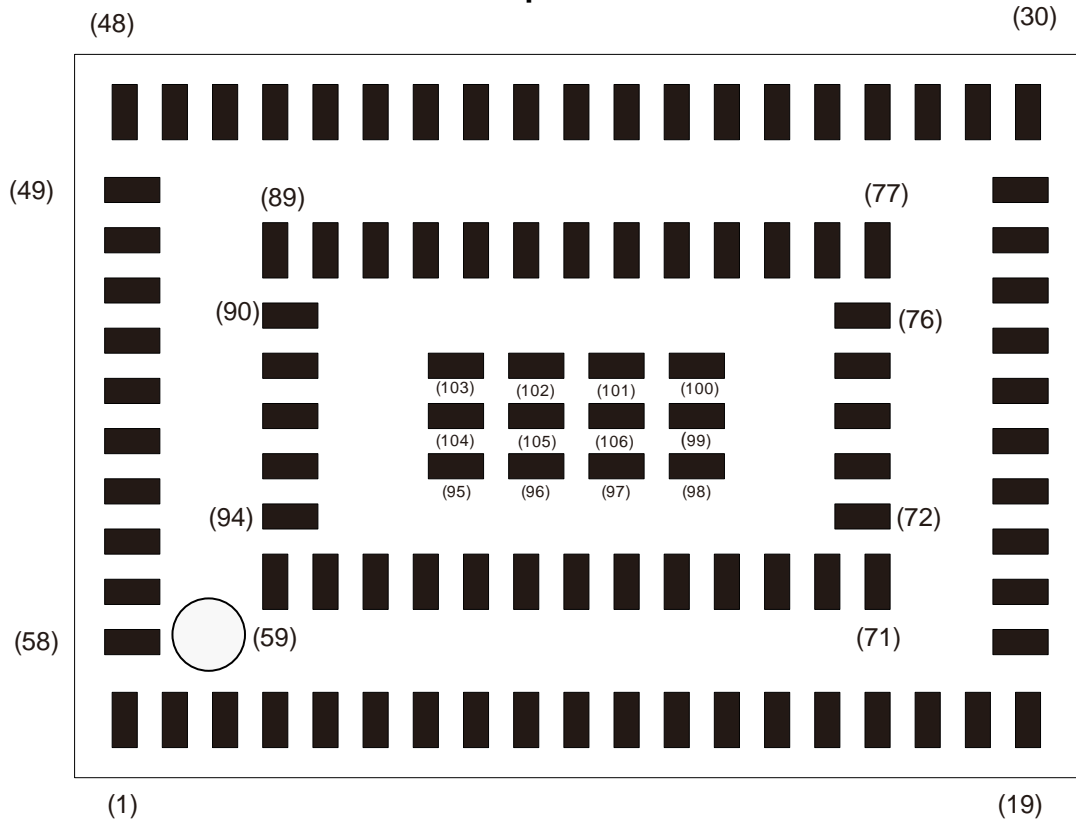 (48) (30)
(49) (89) (77)
(90) (76)
(103) (102) (101) (100)
(104) (105) (106) (99)
(95) (96) (97) (98)
(94) (72)
(58) (59) (71)
(1) (19)